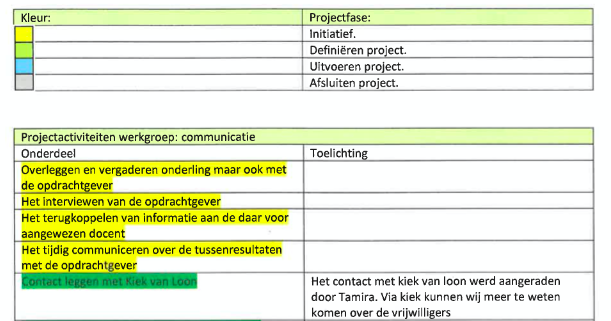 Kleur: Projectfase:
Initiatief.
Definiëren project.
Uitvoeren project.
Afsluiten project.
Projectactiviteiten werkgroep: communicatie
Onderdeel Toelichting
Overleggen en vergaderen onderling maar ook met
de opdrachtgever
Het interviewen van de opdrachtgever
Het terugkoppelen van informatie aan de daar voor
aangewezen docent
Het tijdig communiceren over de tussenresultaten
met de opdrachtgever
Contact leggen met Kiek van Loon
Het contact met kiek van loon werd aangeraden
door Tamira. Via kiek kunnen wij meer te weten
komen over de vrijwilligers